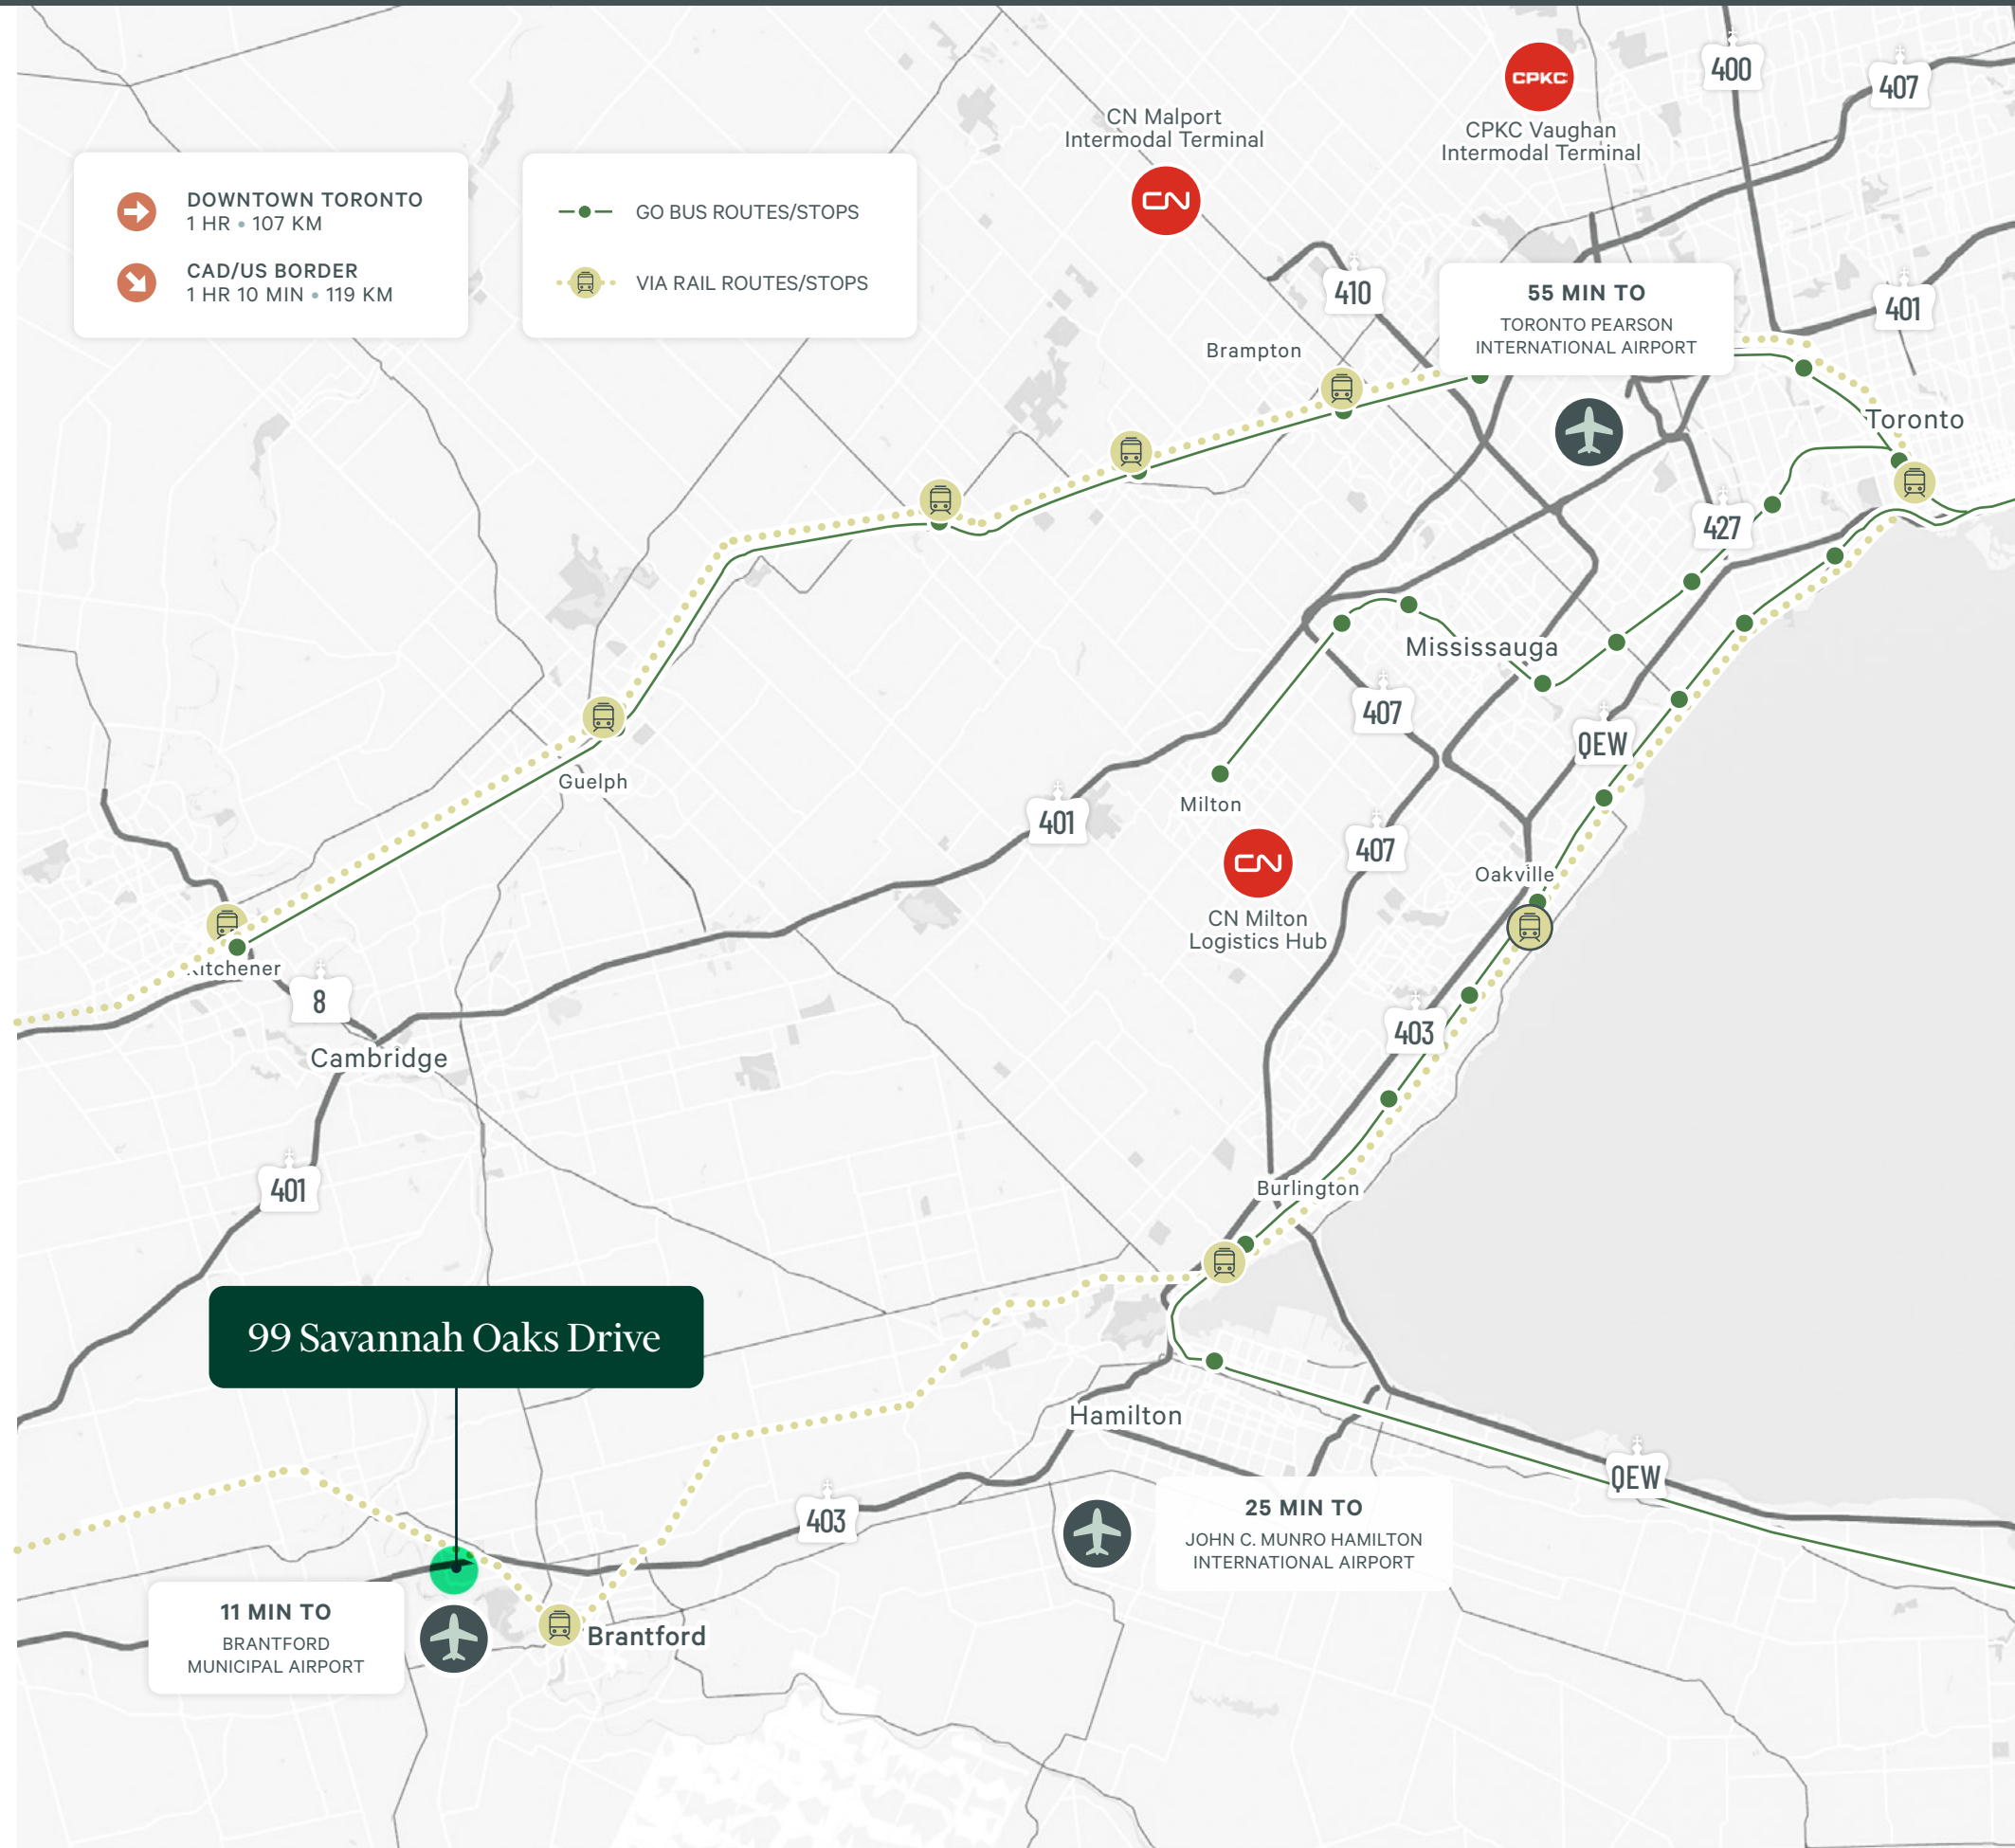 400
407
CPKC
CN Malport
Intermodal Terminal
CPKC Vaughan
Intermodal Terminal
CN
DOWNTOWN TORONTO
1 HR • 107 KM
CAD/US BORDER
1 HR 10 MIN • 119 KM
GO BUS ROUTES/STOPS
VIA RAIL ROUTES/STOPS
410
55 MIN TO
TORONTO PEARSON
INTERNATIONAL AIRPORT
401
Brampton
Toronto
427
Mississauga
407
QEW
Guelph
Milton
401
407
CN
Oakville
CN Milton
Logistics Hub
Kitchener
8
403
Cambridge
401
Burlington
99 Savannah Oaks Drive
Hamilton
QEW
403
25 MIN TO
JOHN C. MUNRO HAMILTON
INTERNATIONAL AIRPORT
11 MIN TO
BRANTFORD
MUNICIPAL AIRPORT
Brantford